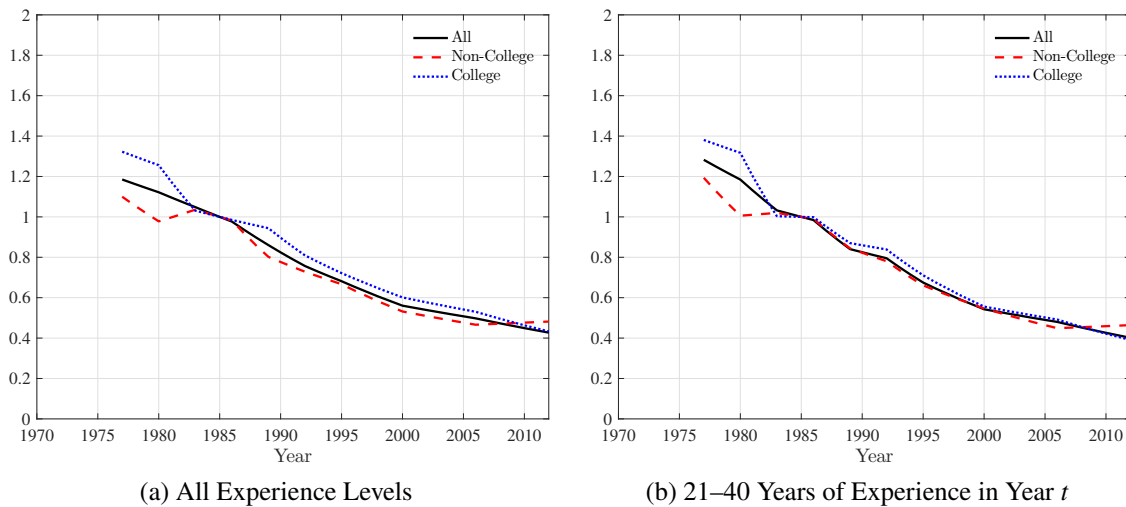 2
1.8
1.6
1.4
1.2
1
0.8
0.6
0.4
0.2
0
1970 1975 1980 1985 1990 1995 2000 2005 2010
Year
All
Non-College
College
(a) All Experience Levels
2
1.8
1.6
1.4
1.2
1
0.8
0.6
0.4
0.2
0
1970 1975 1980 1985 1990 1995 2000 2005 2010
Year
All
Non-College
College
(b) 21–40 Years of Experience in Year t